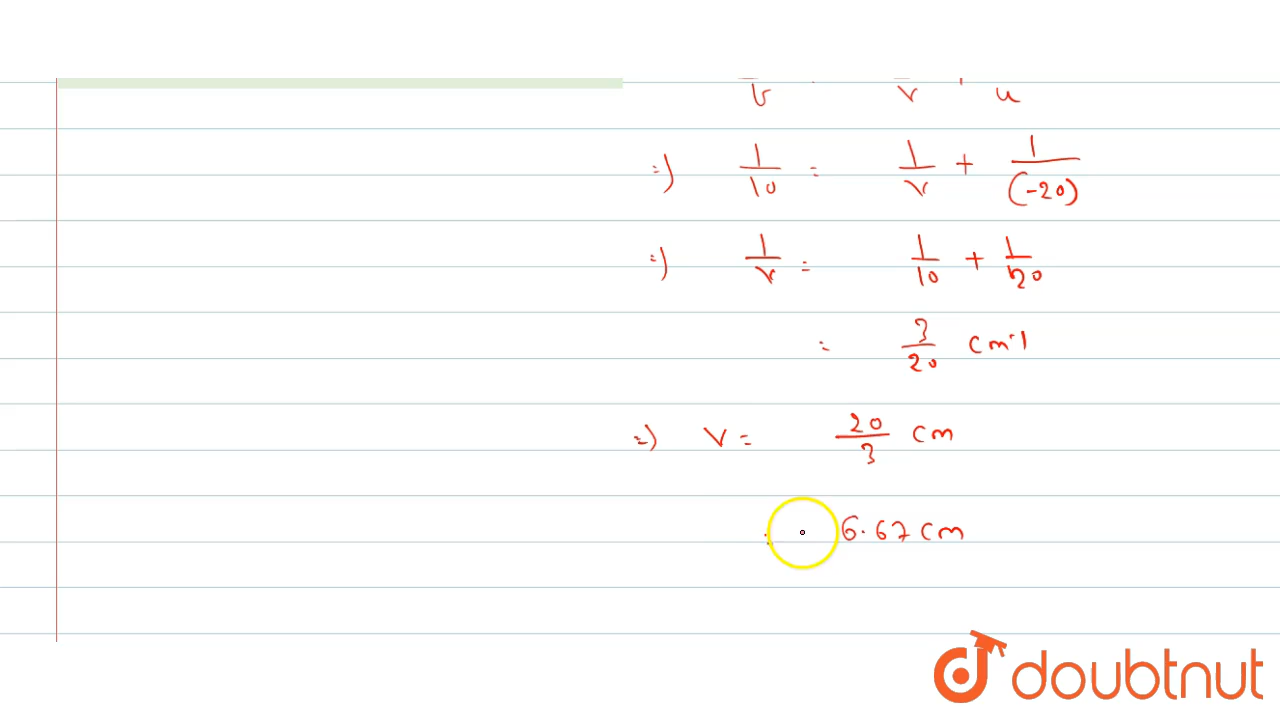 v u
=) 1/10 = 1/v + 1/(-20)
=) 1/v = 1/10 + 1/20
= 3/20 cm-1
=) v = 20/3 cm
= 6.67 cm
doubtnut